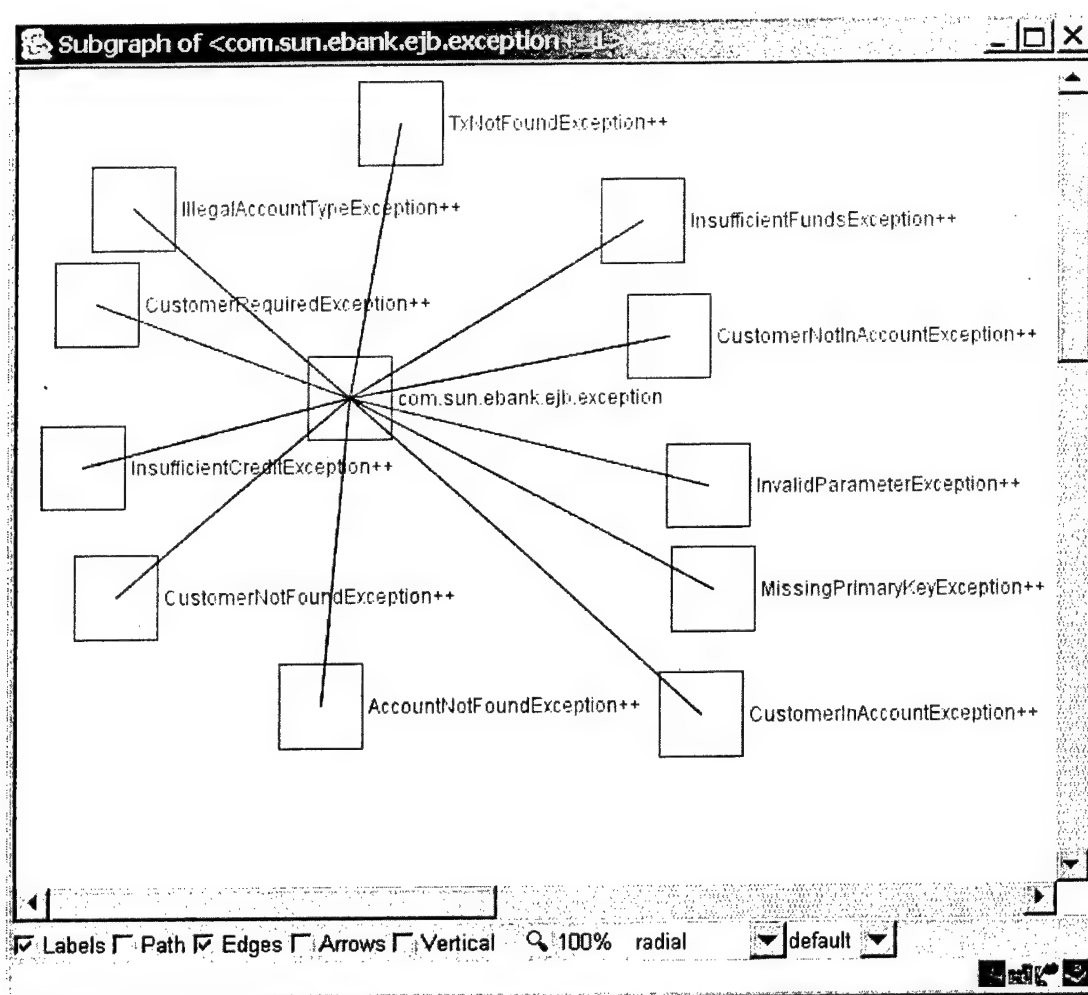 Subgraph of <com.sun.ebank.ejb.exception+_1>
TxNotFoundException++
IllegalAccountTypeException++
InsufficientFundsException++
CustomerRequiredException++
CustomerNotInAccountException++
com.sun.ebank.ejb.exception
InsufficientCreditException++
InvalidParameterException++
CustomerNotFoundException++
MissingPrimaryKeyException++
AccountNotFoundException++
CustomerInAccountException++
Labels Path Edges Arrows Vertical 100% radial default